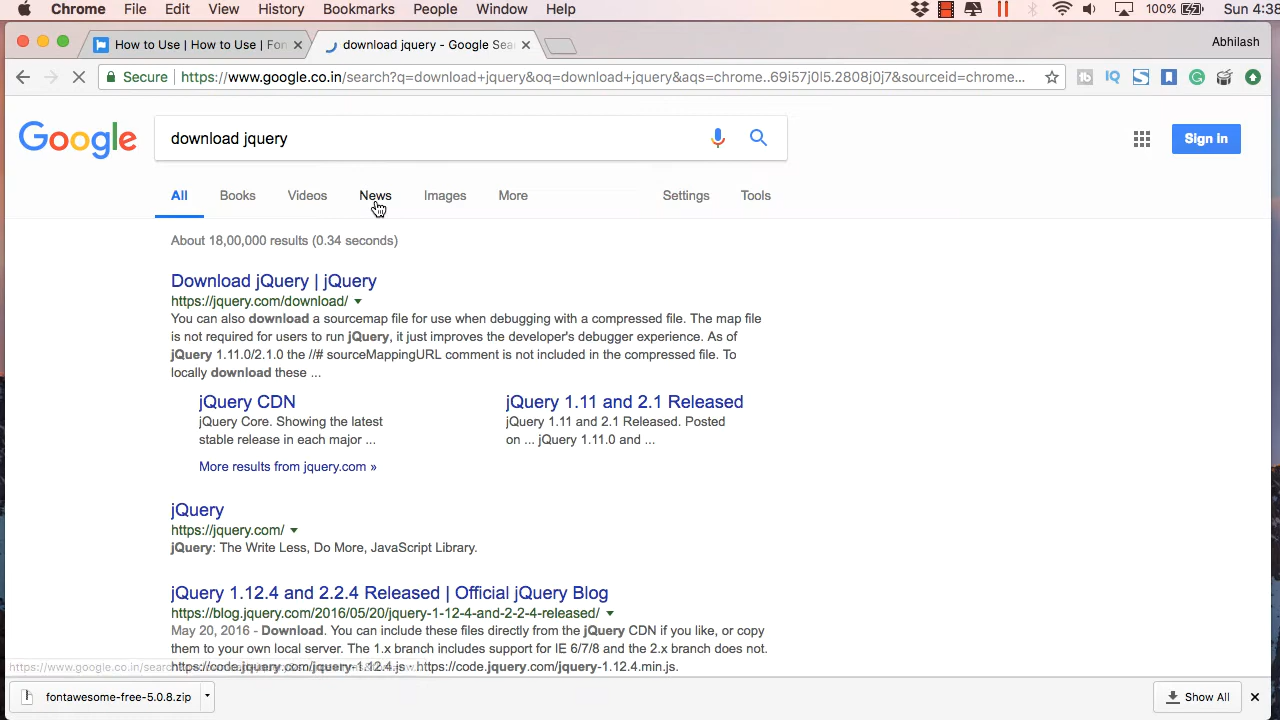 Chrome File Edit View History Bookmarks People Window Help 100% Sun 4:38
How to Use | How to Use | Fon download jquery - Google Sea Abhilash
Secure https://www.google.co.in/search?q=download+jquery&oq=download+jquery&aqs=chrome..69i57j0l5.2808j0j7&sourceid=chrome...
Google download jquery Sign in
All Books Videos News Images More Settings Tools
About 18,00,000 results (0.34 seconds)
Download jQuery | jQuery
https://jquery.com/download/
You can also download a sourcemap file for use when debugging with a compressed file. The map file
is not required for users to run jQuery, it just improves the developer's debugger experience. As of
jQuery 1.11.0/2.1.0 the //# sourceMappingURL comment is not included in the compressed file. To
locally download these ...
jQuery CDN jQuery 1.11 and 2.1 Released
jQuery Core. Showing the latest jQuery 1.11 and 2.1 Released. Posted
stable release in each major ... on ... jQuery 1.11.0 and ...
More results from jquery.com »
jQuery
https://jquery.com/
jQuery: The Write Less, Do More, JavaScript Library.
jQuery 1.12.4 and 2.2.4 Released | Official jQuery Blog
https://blog.jquery.com/2016/05/20/jquery-1-12-4-and-2-2-4-released/
May 20, 2016 - Download. You can include these files directly from the jQuery CDN if you like, or copy
them to your own local server. The 1.x branch includes support for IE 6/7/8 and the 2.x branch does not.
https://code.jquery.com/jquery-1.12.4.js https://code.jquery.com/jquery-1.12.4.min.js.
fontawesome-free-5.0.8.zip Show All